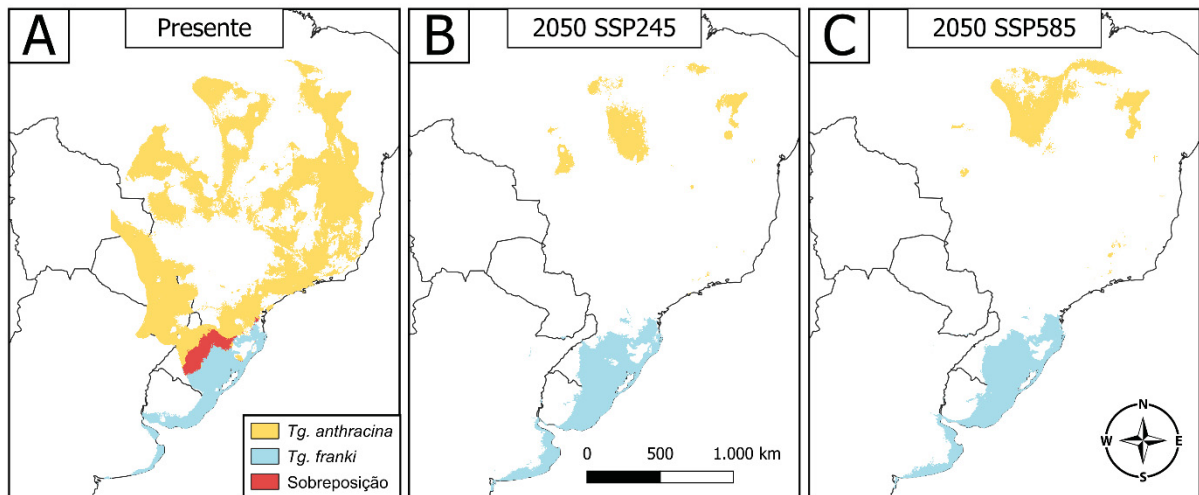 A
Presente
B
2050 SSP245
C
2050 SSP585
Tg. anthracina
Tg. franki
Sobreposição
0 500 1.000 km
N
W E
S